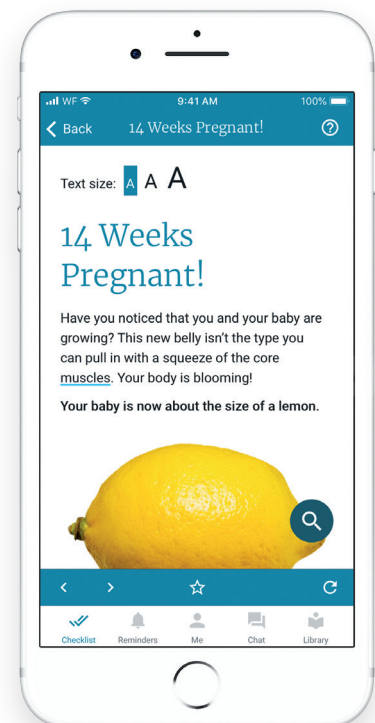 WF 9:41 AM 100%
Back 14 Weeks Pregnant!
Text size: A A A
14 Weeks
Pregnant!
Have you noticed that you and your baby are
growing? This new belly isn't the type you
can pull in with a squeeze of the core
muscles. Your body is blooming!
Your baby is now about the size of a lemon.
Checklist Reminders Me Chat Library